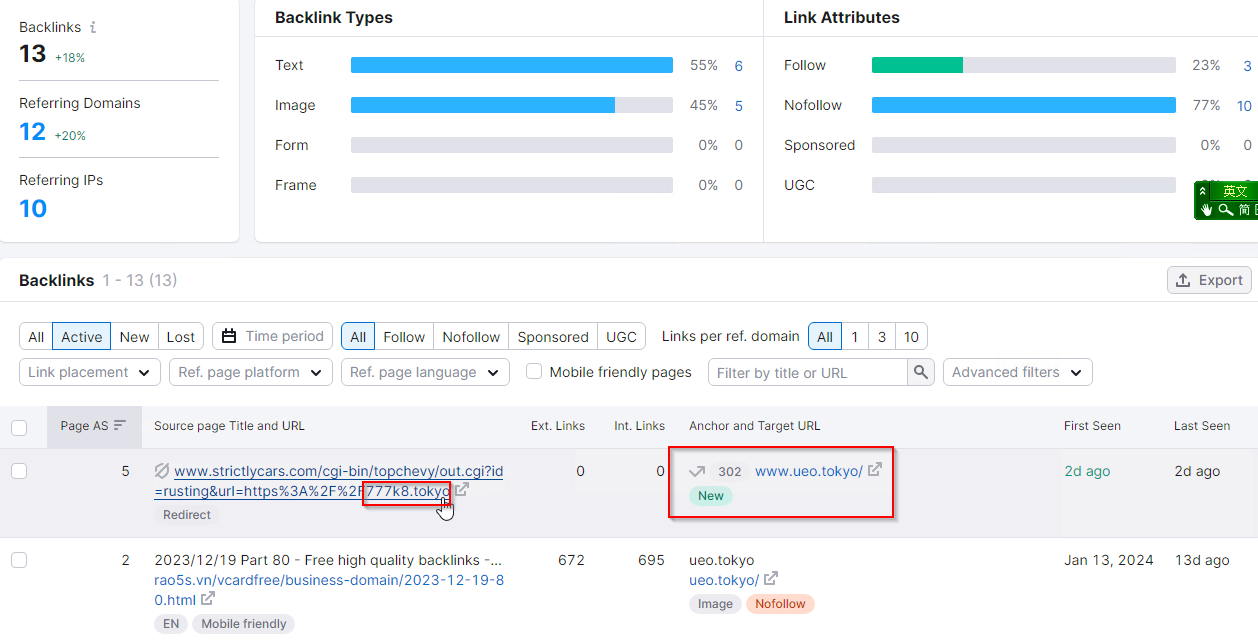 Backlinks i
13 +18%
Referring Domains
12 +20%
Referring IPs
10
Backlink Types
Text 55% 6
Image 45% 5
Form 0% 0
Frame 0% 0
Link Attributes
Follow 23% 3
Nofollow 77% 10
Sponsored 0% 0
UGC
英文
简
Backlinks 1 - 13 (13)
Export
All Active New Lost Time period All Follow Nofollow Sponsored UGC Links per ref. domain All 1 3 10
Link placement Ref. page platform Ref. page language Mobile friendly pages Filter by title or URL Advanced filters
Page AS Source page Title and URL Ext. Links Int. Links Anchor and Target URL First Seen Last Seen
5 www.strictlycars.com/cgi-bin/topchevy/out.cgi?id 0 0 302 www.ueo.tokyo/ 2d ago 2d ago
=rusting&url=https%3A%2F%2F777k8.tokyo New
Redirect
2 2023/12/19 Part 80 - Free high quality backlinks -... 672 695 ueo.tokyo Jan 13, 2024 13d ago
rao5s.vn/vcardfree/business-domain/2023-12-19-8 ueo.tokyo/
0.html Image Nofollow
EN Mobile friendly